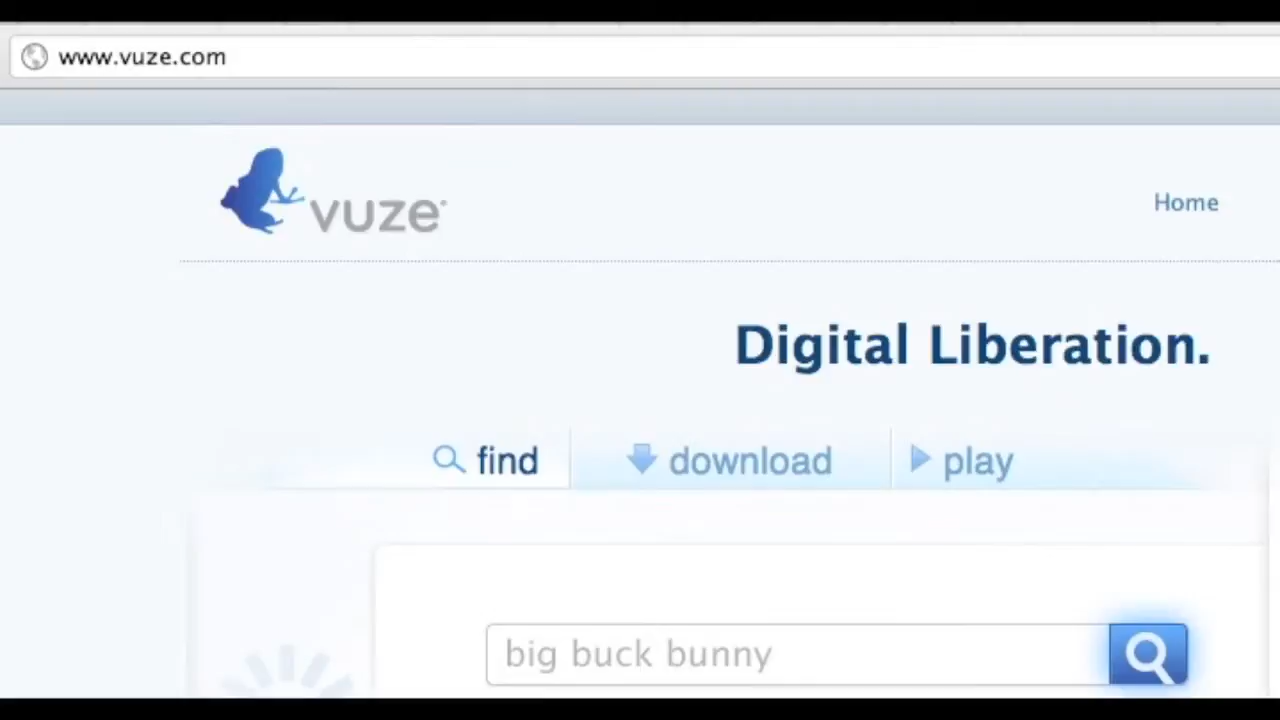 www.vuze.com
vuze
Home
Digital Liberation.
find download play
big buck bunny